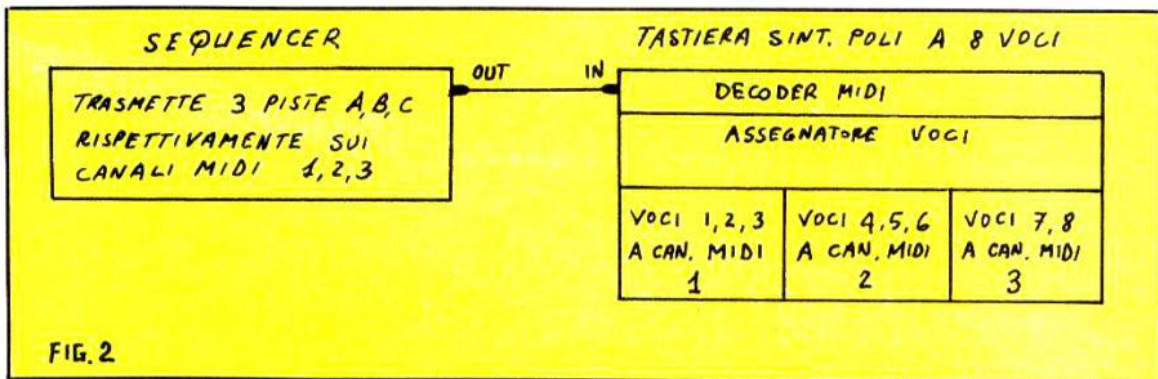 SEQUENCER
TRASMETTE 3 PISTE A, B, C
RISPETTIVAMENTE SUI
CANALI MIDI 1, 2, 3
OUT
IN
TASTIERA SINT. POLI A 8 VOCI
DECODER MIDI
ASSEGNATORE VOCI
VOCI 1, 2, 3
A CAN. MIDI
1
VOCI 4, 5, 6
A CAN. MIDI
2
VOCI 7, 8
A CAN. MIDI
3
FIG. 2